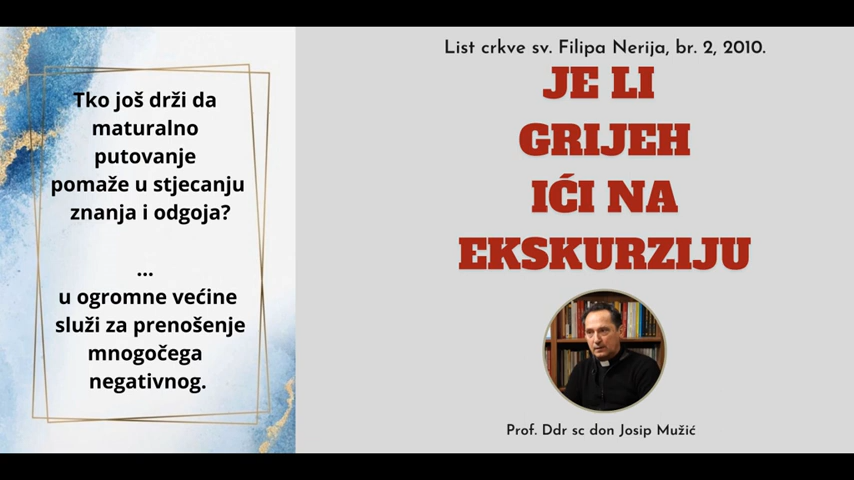 Tko još drži da
maturalno
putovanje
pomaže u stjecanju
znanja i odgoja?
...
u ogromne većine
služi za prenošenje
mnogočega
negativnog.
List crkve sv. Filipa Nerija, br. 2, 2010.
JE LI
GRIJEH
IĆI NA
EKSKURZIJU
Prof. Ddr sc don Josip Mužić